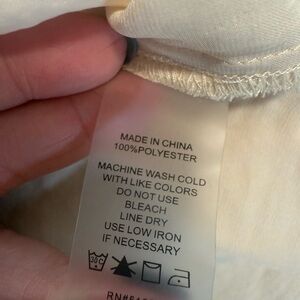 MADE IN CHINA
100%POLYESTER
MACHINE WASH COLD
WITH LIKE COLORS
DO NOT USE
BLEACH
LINE DRY
USE LOW IRON
IF NECESSARY
30C